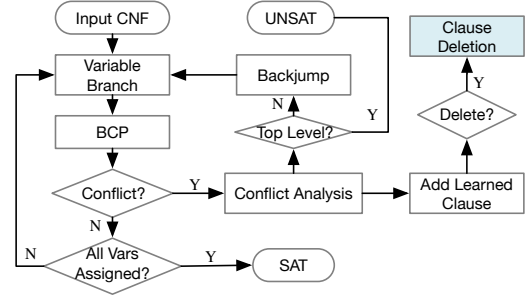 Input CNF
UNSAT
Clause
Deletion
Variable
Branch
Backjump
Y
N
Y
BCP
Top Level?
Delete?
Conflict?
Y
Conflict Analysis
Add Learned
Clause
N
N
All Vars
Assigned?
Y
SAT